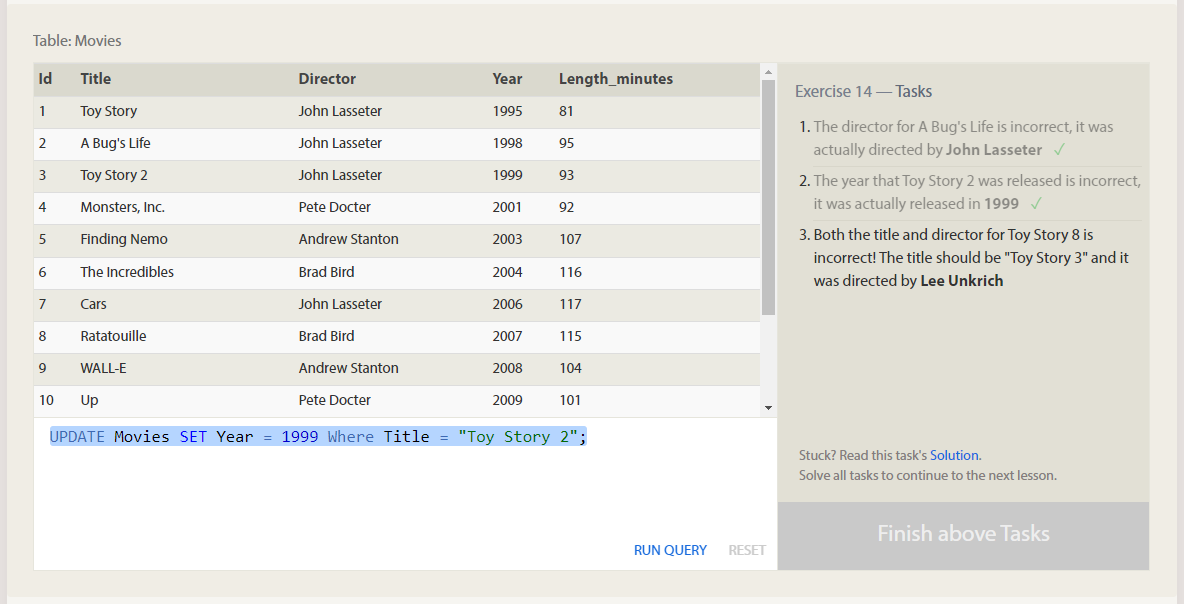 Table: Movies
Id Title Director Year Length_minutes
1 Toy Story John Lasseter 1995 81
2 A Bug's Life John Lasseter 1998 95
3 Toy Story 2 John Lasseter 1999 93
4 Monsters, Inc. Pete Docter 2001 92
5 Finding Nemo Andrew Stanton 2003 107
6 The Incredibles Brad Bird 2004 116
7 Cars John Lasseter 2006 117
8 Ratatouille Brad Bird 2007 115
9 WALL-E Andrew Stanton 2008 104
10 Up Pete Docter 2009 101
UPDATE Movies SET Year = 1999 Where Title = "Toy Story 2";
RUN QUERY RESET
Exercise 14 — Tasks
1. The director for A Bug's Life is incorrect, it was
actually directed by John Lasseter ✓
2. The year that Toy Story 2 was released is incorrect,
it was actually released in 1999 ✓
3. Both the title and director for Toy Story 8 is
incorrect! The title should be "Toy Story 3" and it
was directed by Lee Unkrich
Stuck? Read this task's Solution.
Solve all tasks to continue to the next lesson.
Finish above Tasks